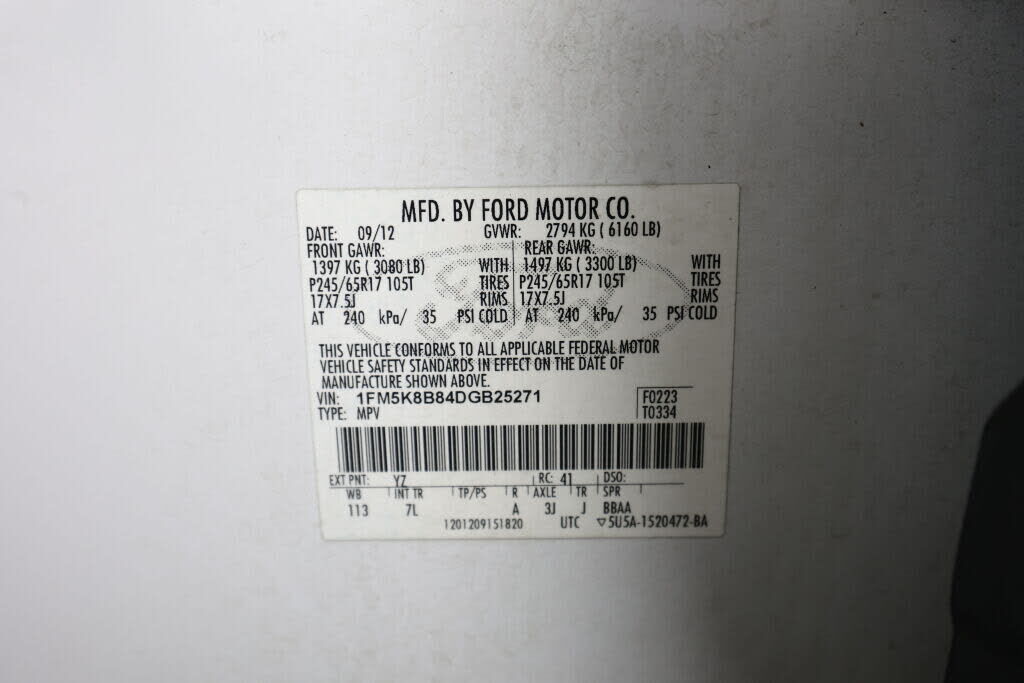 MFD. BY FORD MOTOR CO.
DATE: 09/12 GVWR: 2794 KG ( 6160 LB)
FRONT GAWR: REAR GAWR:
1397 KG ( 3080 LB) WITH 1497 KG ( 3300 LB) WITH
P245/65R17 105T TIRES P245/65R17 105T TIRES
17X7.5J RIMS 17X7.5J RIMS
AT 240 kPa/ 35 PSI COLD AT 240 kPa/ 35 PSI COLD
THIS VEHICLE CONFORMS TO ALL APPLICABLE FEDERAL MOTOR
VEHICLE SAFETY STANDARDS IN EFFECT ON THE DATE OF
MANUFACTURE SHOWN ABOVE.
VIN: 1FM5K8B84DGB25271 F0223
TYPE: MPV T0334
EXT PNT: YZ RC: 41 DSO:
WB INT TR TP/PS R AXLE TR SPR
113 7L A 3J J BBAA
1201209151820 UTC ▽5U5A-1520472-BA
Ford